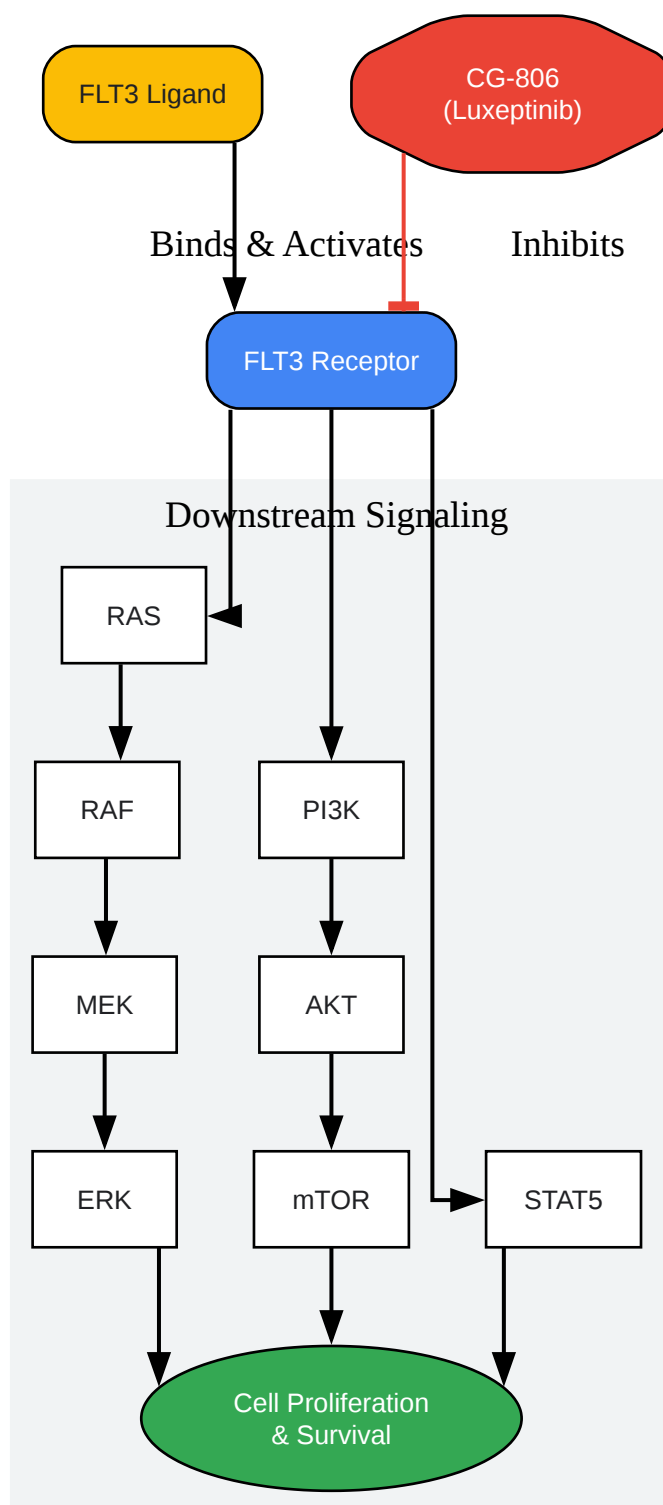 FLT3 Ligand
CG-806
(Luxeptinib)
Binds & Activates
Inhibits
FLT3 Receptor
Downstream Signaling
RAS
RAF
PI3K
MEK
AKT
ERK
mTOR
STAT5
Cell Proliferation
& Survival